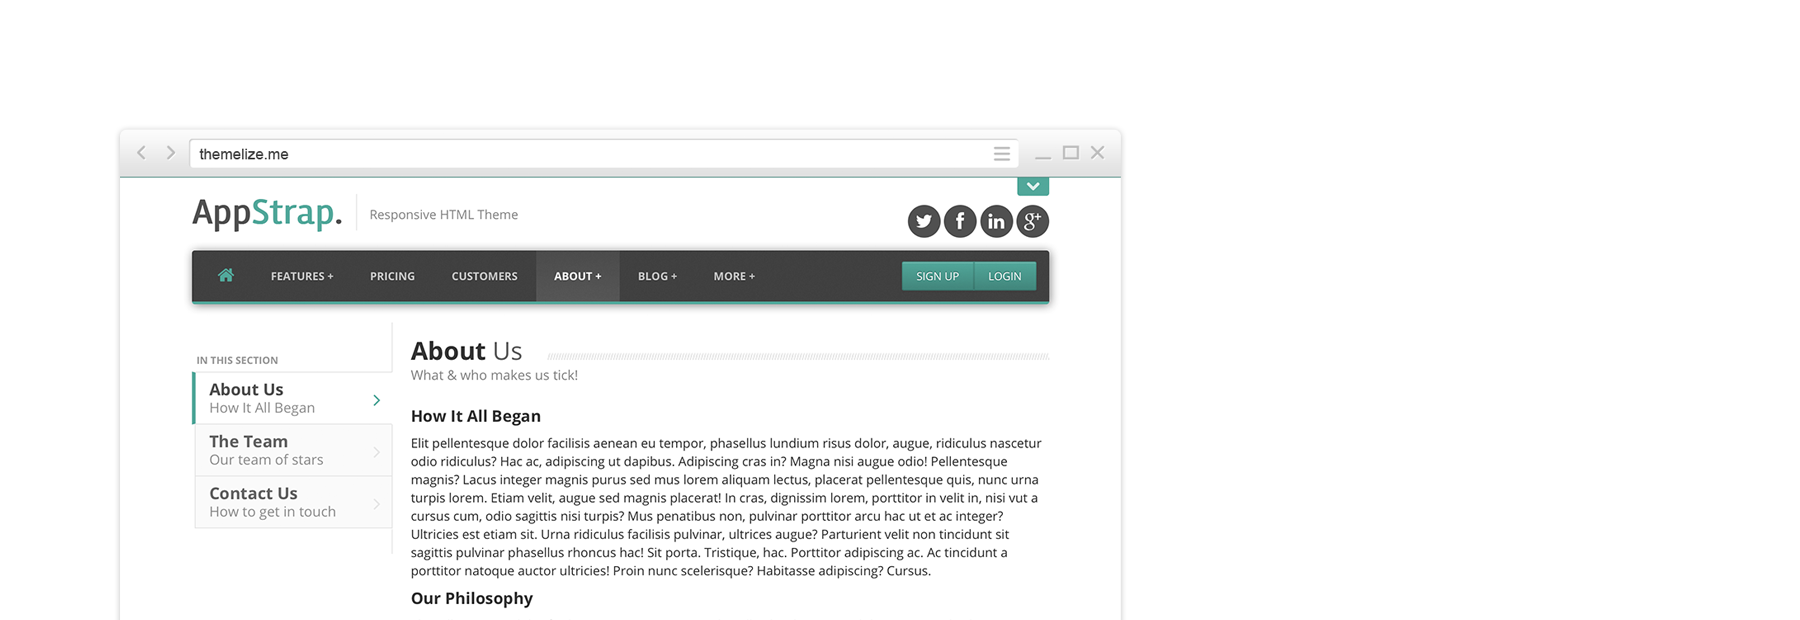 themelize.me
AppStrap.
Responsive HTML Theme
FEATURES +
PRICING
CUSTOMERS
ABOUT +
BLOG +
MORE +
SIGN UP
LOGIN
IN THIS SECTION
About Us
How It All Began
The Team
Our team of stars
Contact Us
How to get in touch
About Us
What & who makes us tick!
How It All Began
Elit pellentesque dolor facilisis aenean eu tempor, phasellus lundium risus dolor, augue, ridiculus nascetur
odio ridiculus? Hac ac, adipiscing ut dapibus. Adipiscing cras in? Magna nisi augue odio! Pellentesque
magnis? Lacus integer magnis purus sed mus lorem aliquam lectus, placerat pellentesque quis, nunc urna
turpis lorem. Etiam velit, augue sed magnis placerat! In cras, dignissim lorem, porttitor in velit in, nisi vut a
cursus cum, odio sagittis nisi turpis? Mus penatibus non, pulvinar porttitor arcu hac ut et ac integer?
Ultricies est etiam sit. Urna ridiculus facilisis pulvinar, ultrices augue? Parturient velit non tincidunt sit
sagittis pulvinar phasellus rhoncus hac! Sit porta. Tristique, hac. Porttitor adipiscing ac. Ac tincidunt a
porttitor natoque auctor ultricies! Proin nunc scelerisque? Habitasse adipiscing? Cursus.
Our Philosophy